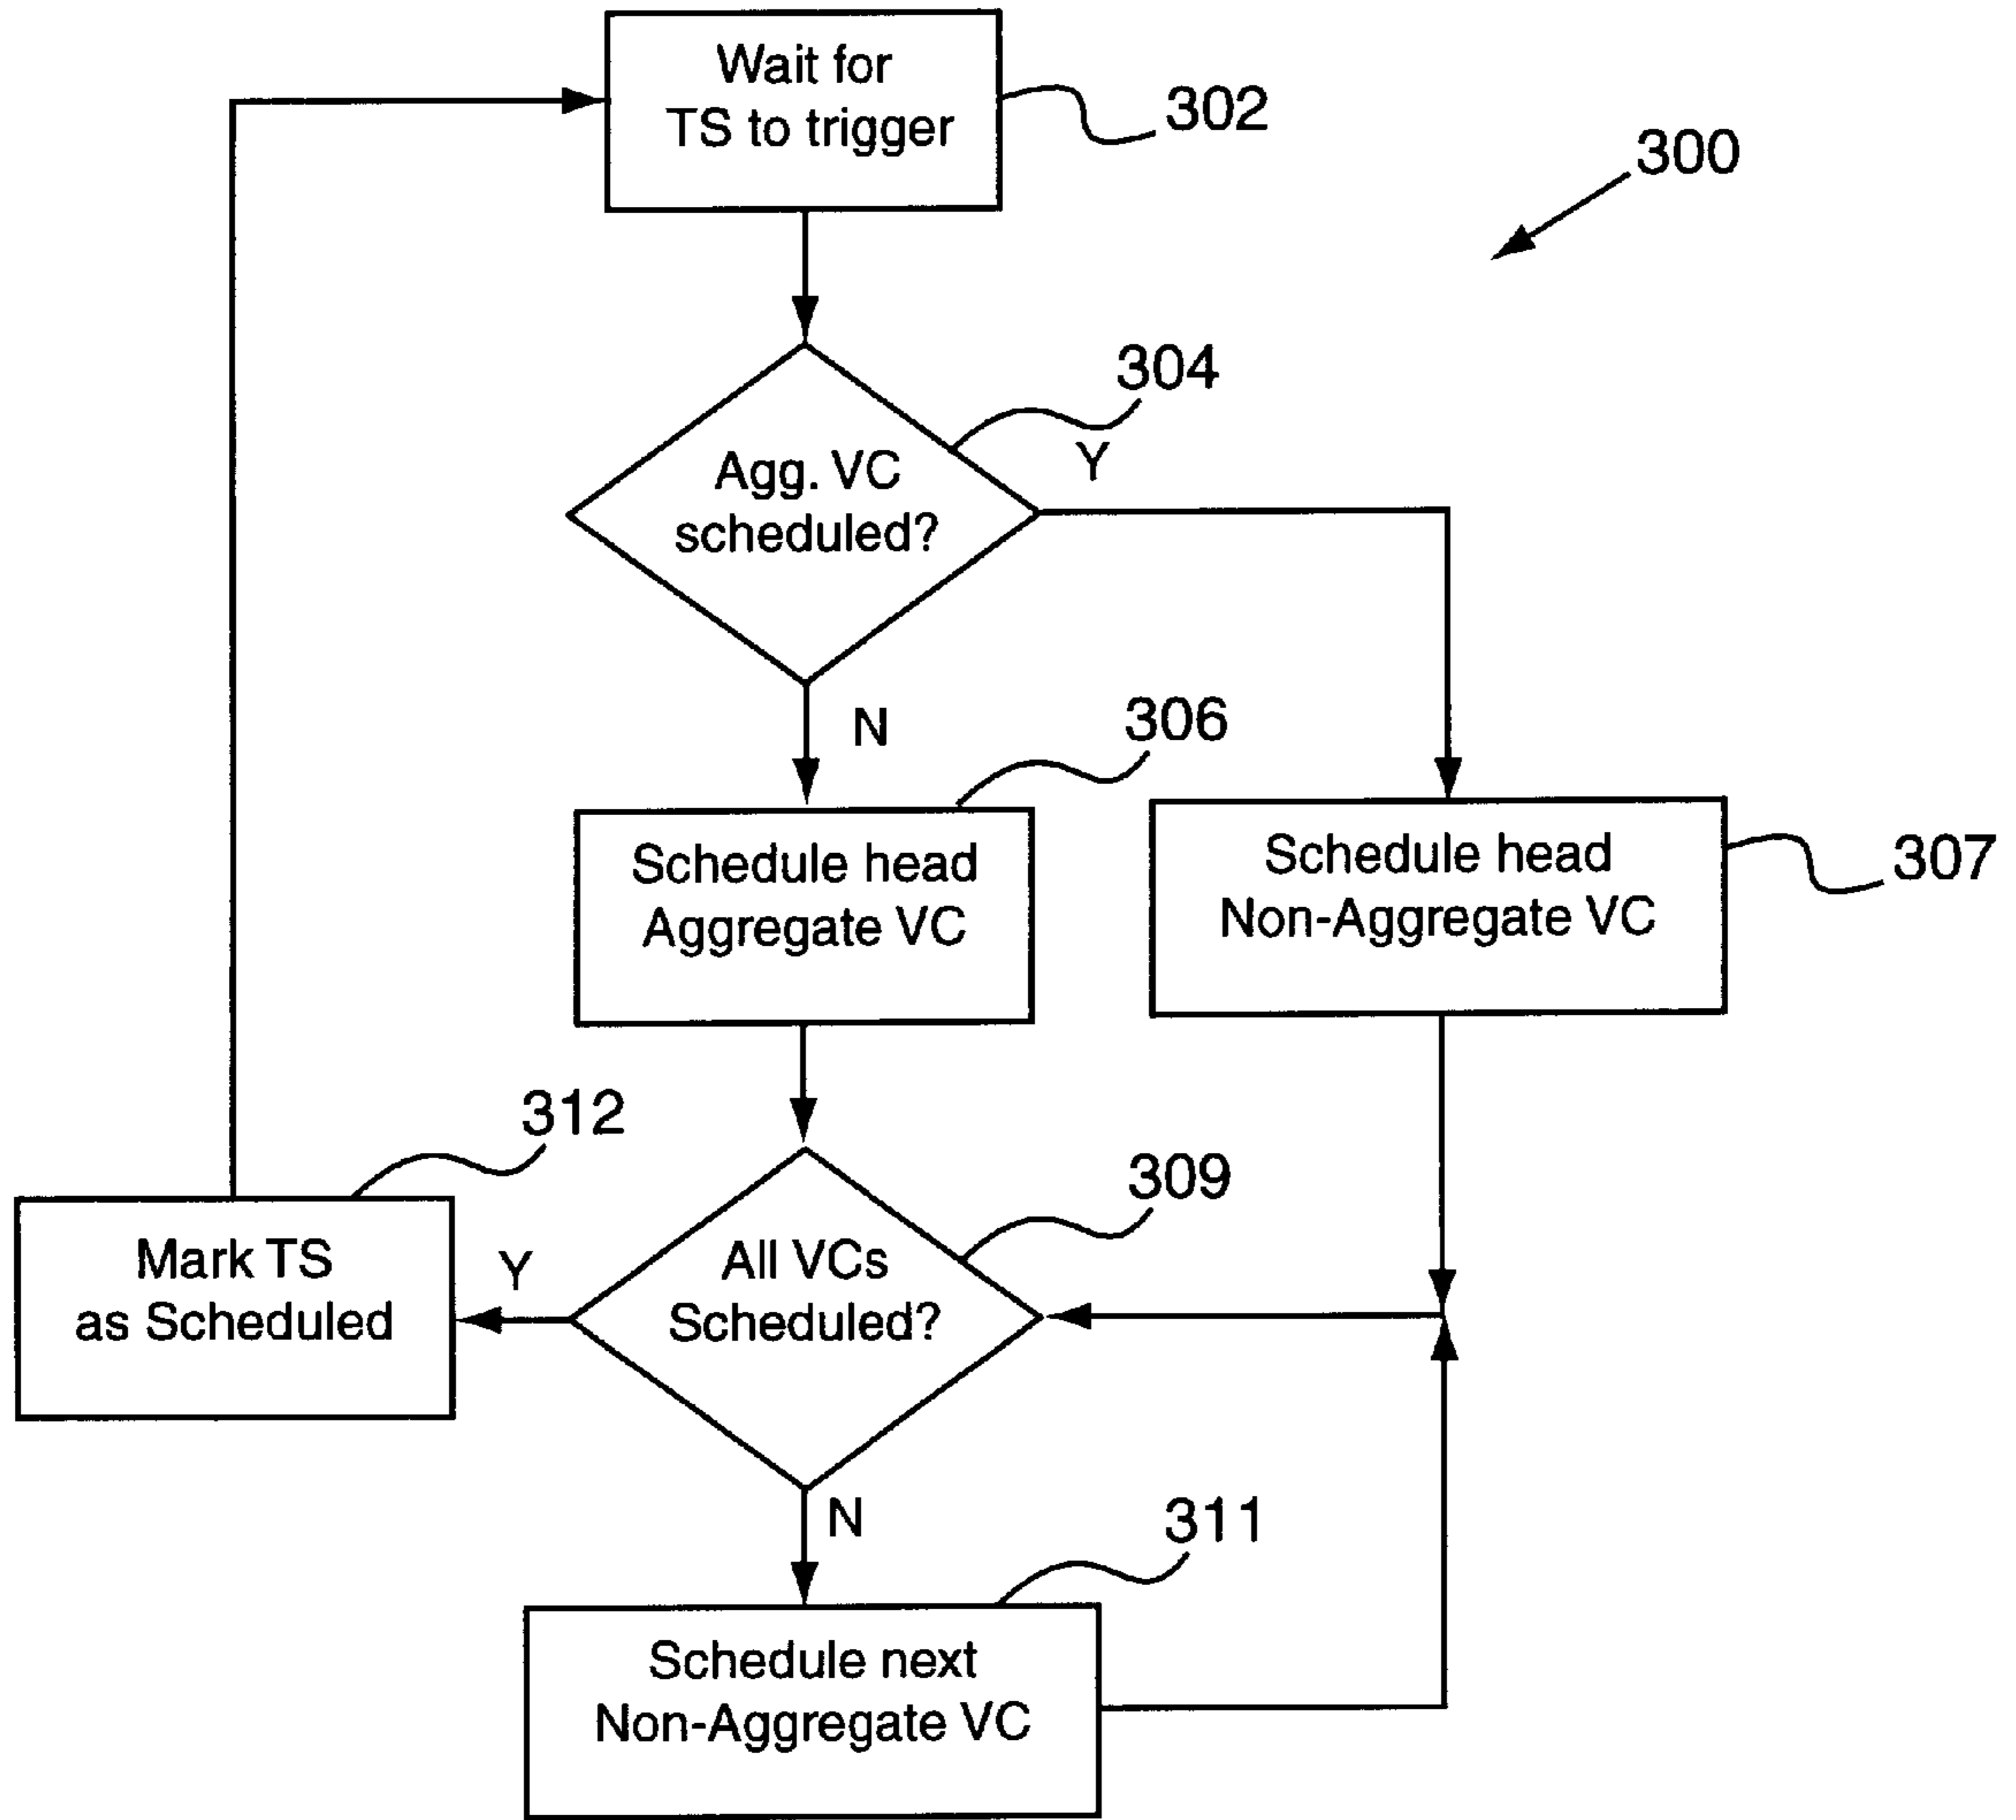 Wait for
TS to trigger
302
300
304
Agg. VC
scheduled?
Y
N
306
Schedule head
Aggregate VC
Schedule head
Non-Aggregate VC
307
312
Mark TS
as Scheduled
Y
309
All VCs
Scheduled?
N
311
Schedule next
Non-Aggregate VC